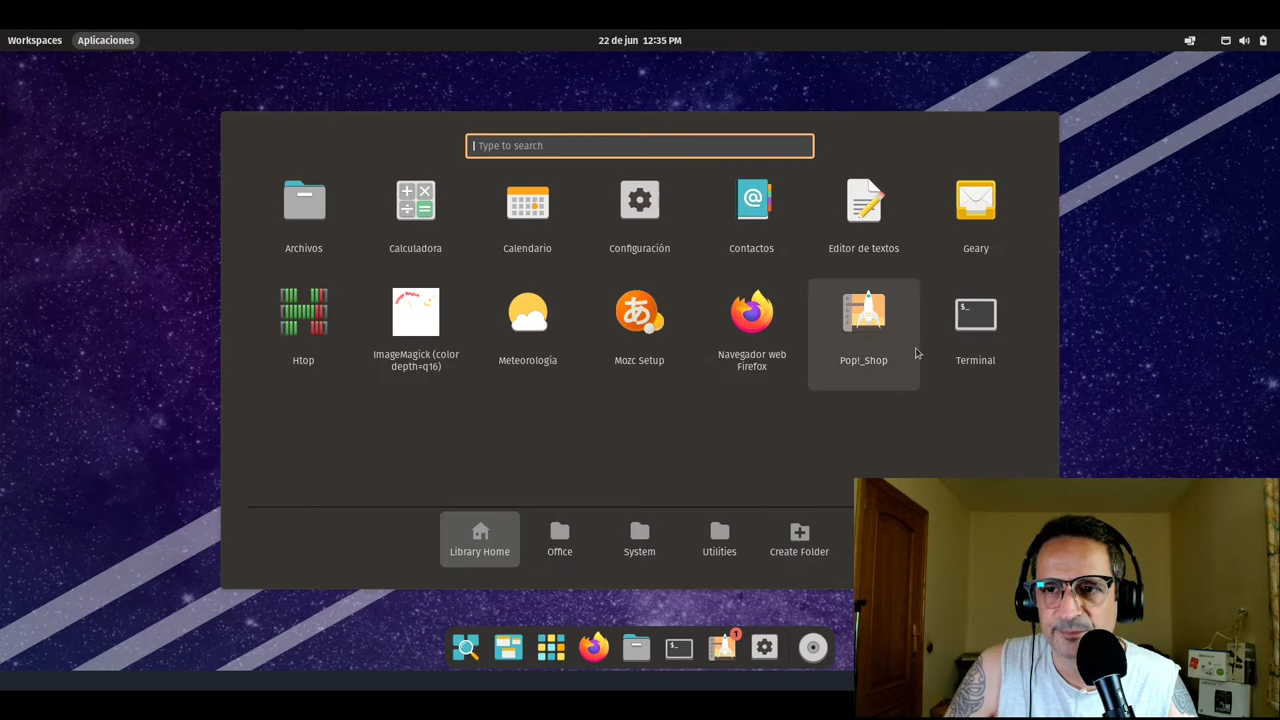 Workspaces
Aplicaciones
22 de jun 12:35 PM
Type to search
Archivos
Calculadora
Calendario
Configuración
Contactos
Editor de textos
Geary
Htop
ImageMagick (color
depth=q16)
Meteorología
あ
Mozc Setup
Navegador web
Firefox
Pop!_Shop
$_
Terminal
Library Home
Office
System
Utilities
Create Folder
$_
1